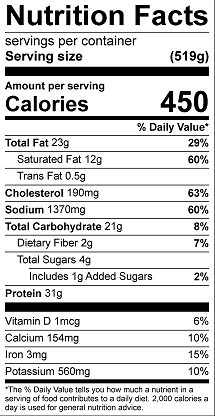 Nutrition Facts
servings per container
Serving size (519g)
Amount per serving
Calories 450
% Daily Value*
Total Fat 23g 29%
Saturated Fat 12g 60%
Trans Fat 0.5g
Cholesterol 190mg 63%
Sodium 1370mg 60%
Total Carbohydrate 21g 8%
Dietary Fiber 2g 7%
Total Sugars 4g
Includes 1g Added Sugars 2%
Protein 31g
Vitamin D 1mcg 6%
Calcium 154mg 10%
Iron 3mg 15%
Potassium 560mg 10%
*The % Daily Value tells you how much a nutrient in a
serving of food contributes to a daily diet. 2,000 calories a
day is used for general nutrition advice.